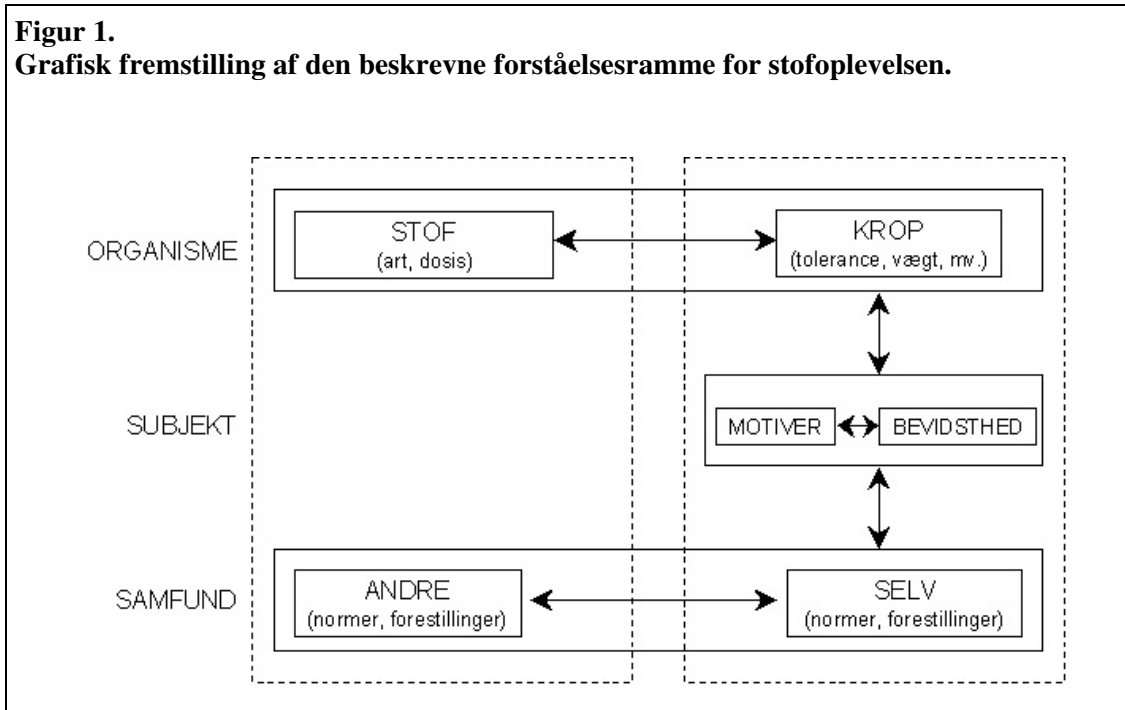 Figur 1.
Grafisk fremstilling af den beskrevne forståelsesramme for stofoplevelsen.
ORGANISME
STOF
(art, dosis)
KROP
(tolerance, vægt, mv.)
SUBJEKT
MOTIVER
BEVIDSTHED
SAMFUND
ANDRE
(normer, forestillinger)
SELV
(normer, forestillinger)